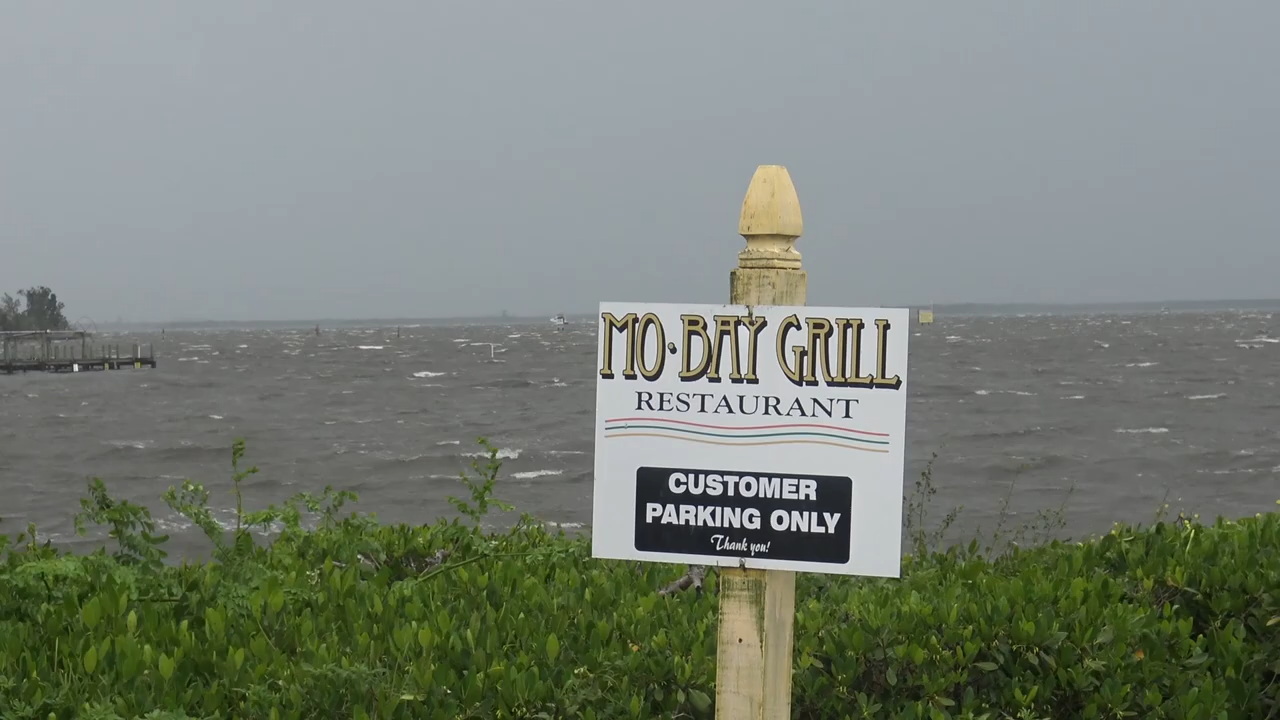 MO·BAY GRILL
RESTAURANT
CUSTOMER
PARKING ONLY
Thank you!